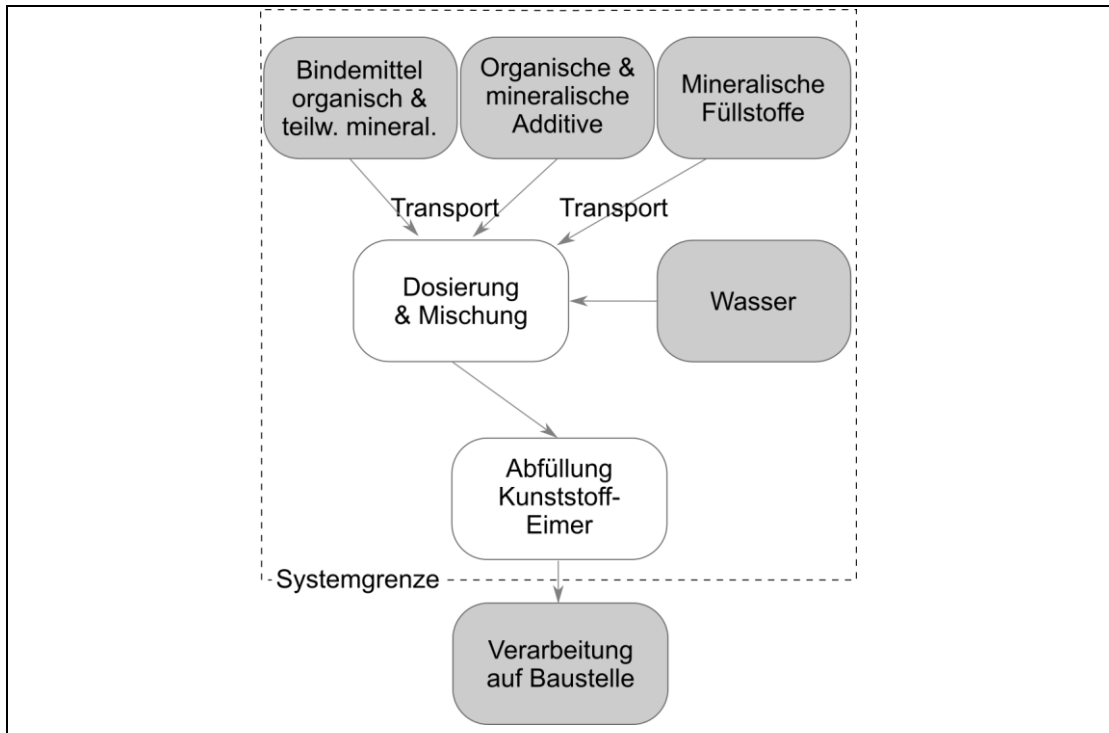 Bindemittel
organisch &
teilw. mineral.
Organische &
mineralische
Additive
Mineralische
Füllstoffe
Transport
Transport
Dosierung
& Mischung
Wasser
Abfüllung
Kunststoff-
Eimer
Systemgrenze
Verarbeitung
auf Baustelle